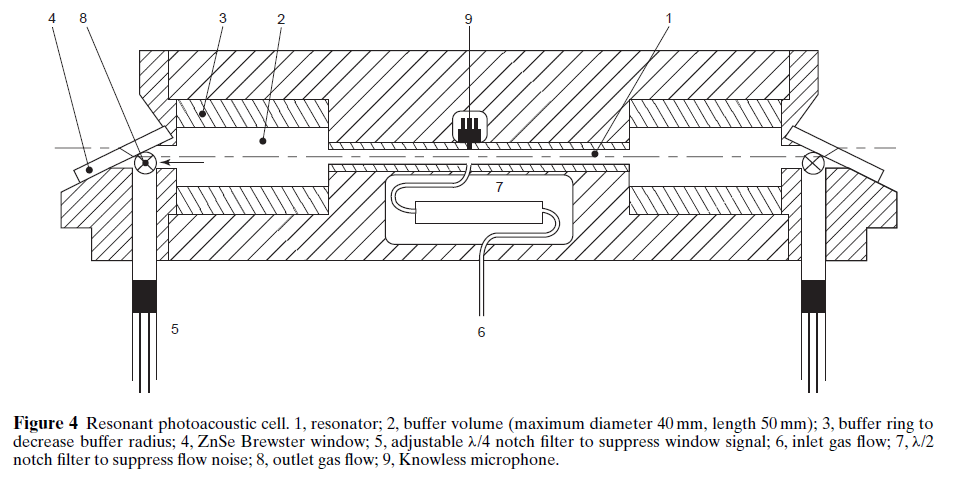 4 8 3 2 9 1
7
5 6
Figure 4 Resonant photoacoustic cell. 1, resonator; 2, buffer volume (maximum diameter 40 mm, length 50 mm); 3, buffer ring to
decrease buffer radius; 4, ZnSe Brewster window; 5, adjustable λ/4 notch filter to suppress window signal; 6, inlet gas flow; 7, λ/2
notch filter to suppress flow noise; 8, outlet gas flow; 9, Knowless microphone.